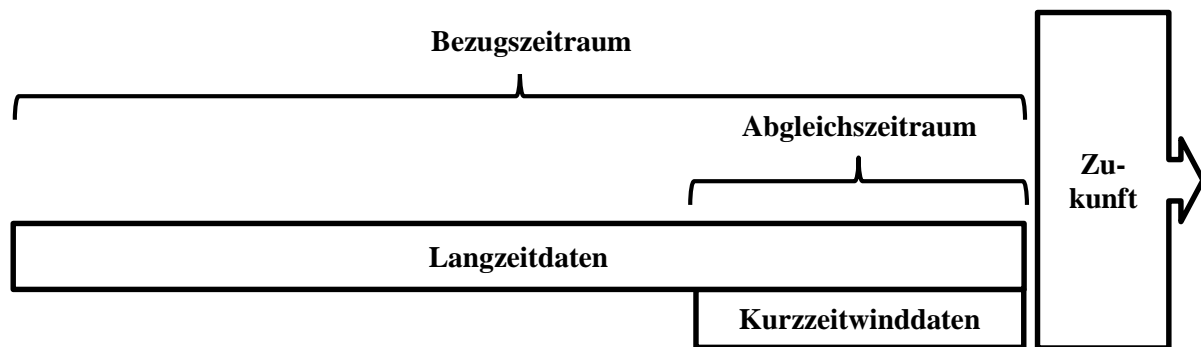 Bezugszeitraum
Abgleichszeitraum
Zu-
kunft
Langzeitdaten
Kurzzeitwinddaten